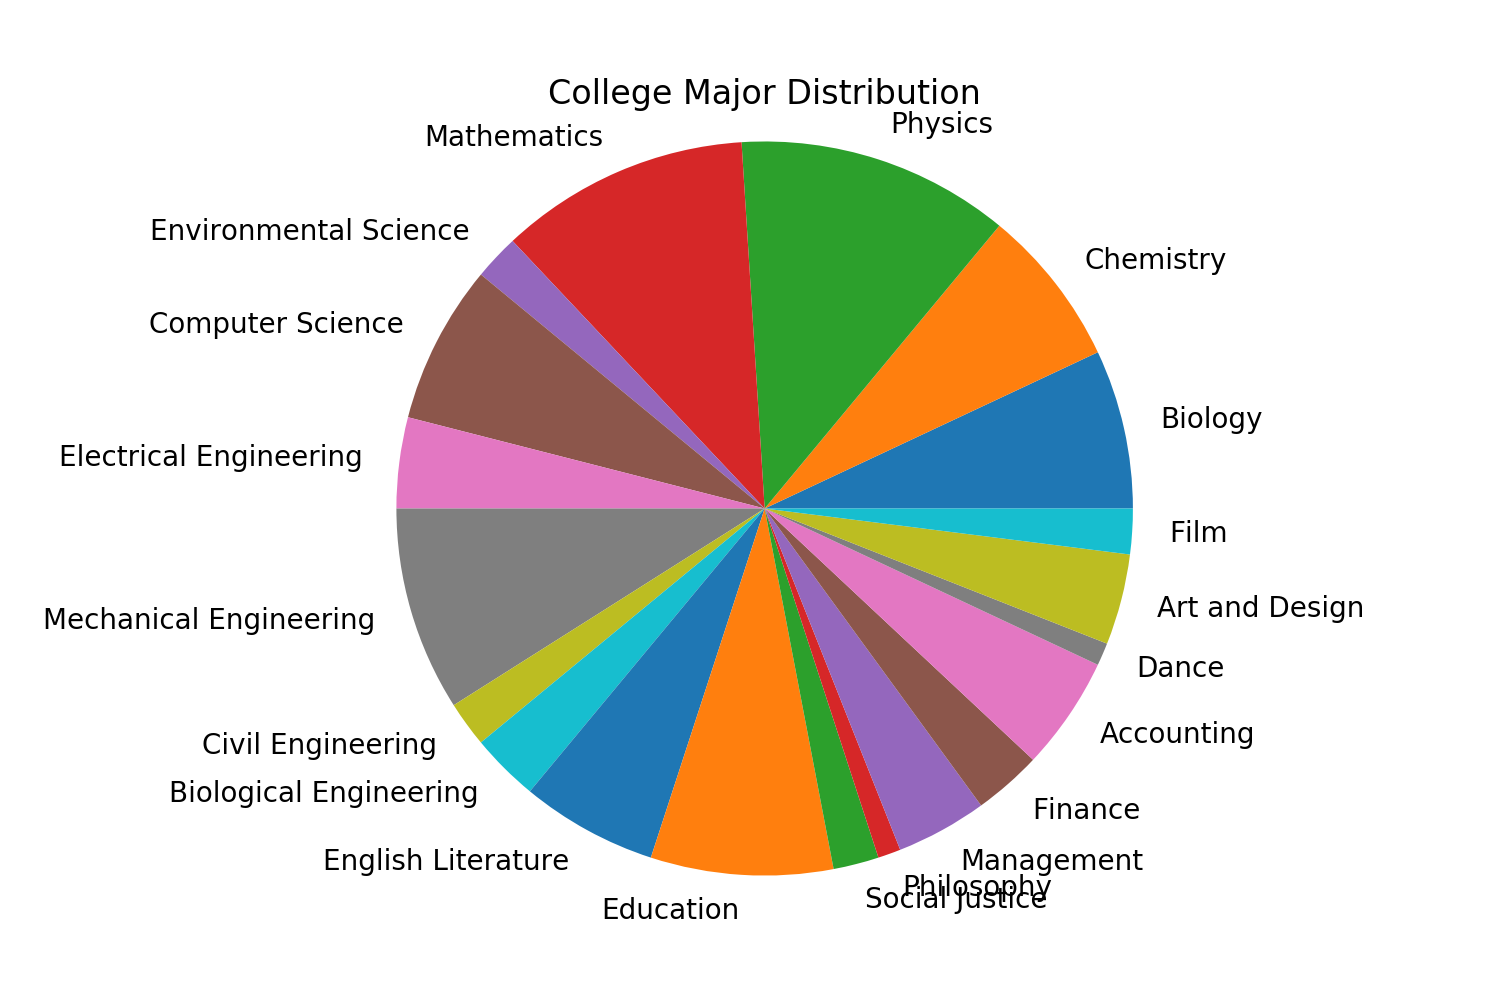 College Major Distribution
Physics
Mathematics
Environmental Science
Chemistry
Computer Science
Biology
Electrical Engineering
Film
Art and Design
Mechanical Engineering
Dance
Accounting
Civil Engineering
Biological Engineering
Finance
English Literature
Management
Philosophy
Social Justice
Education